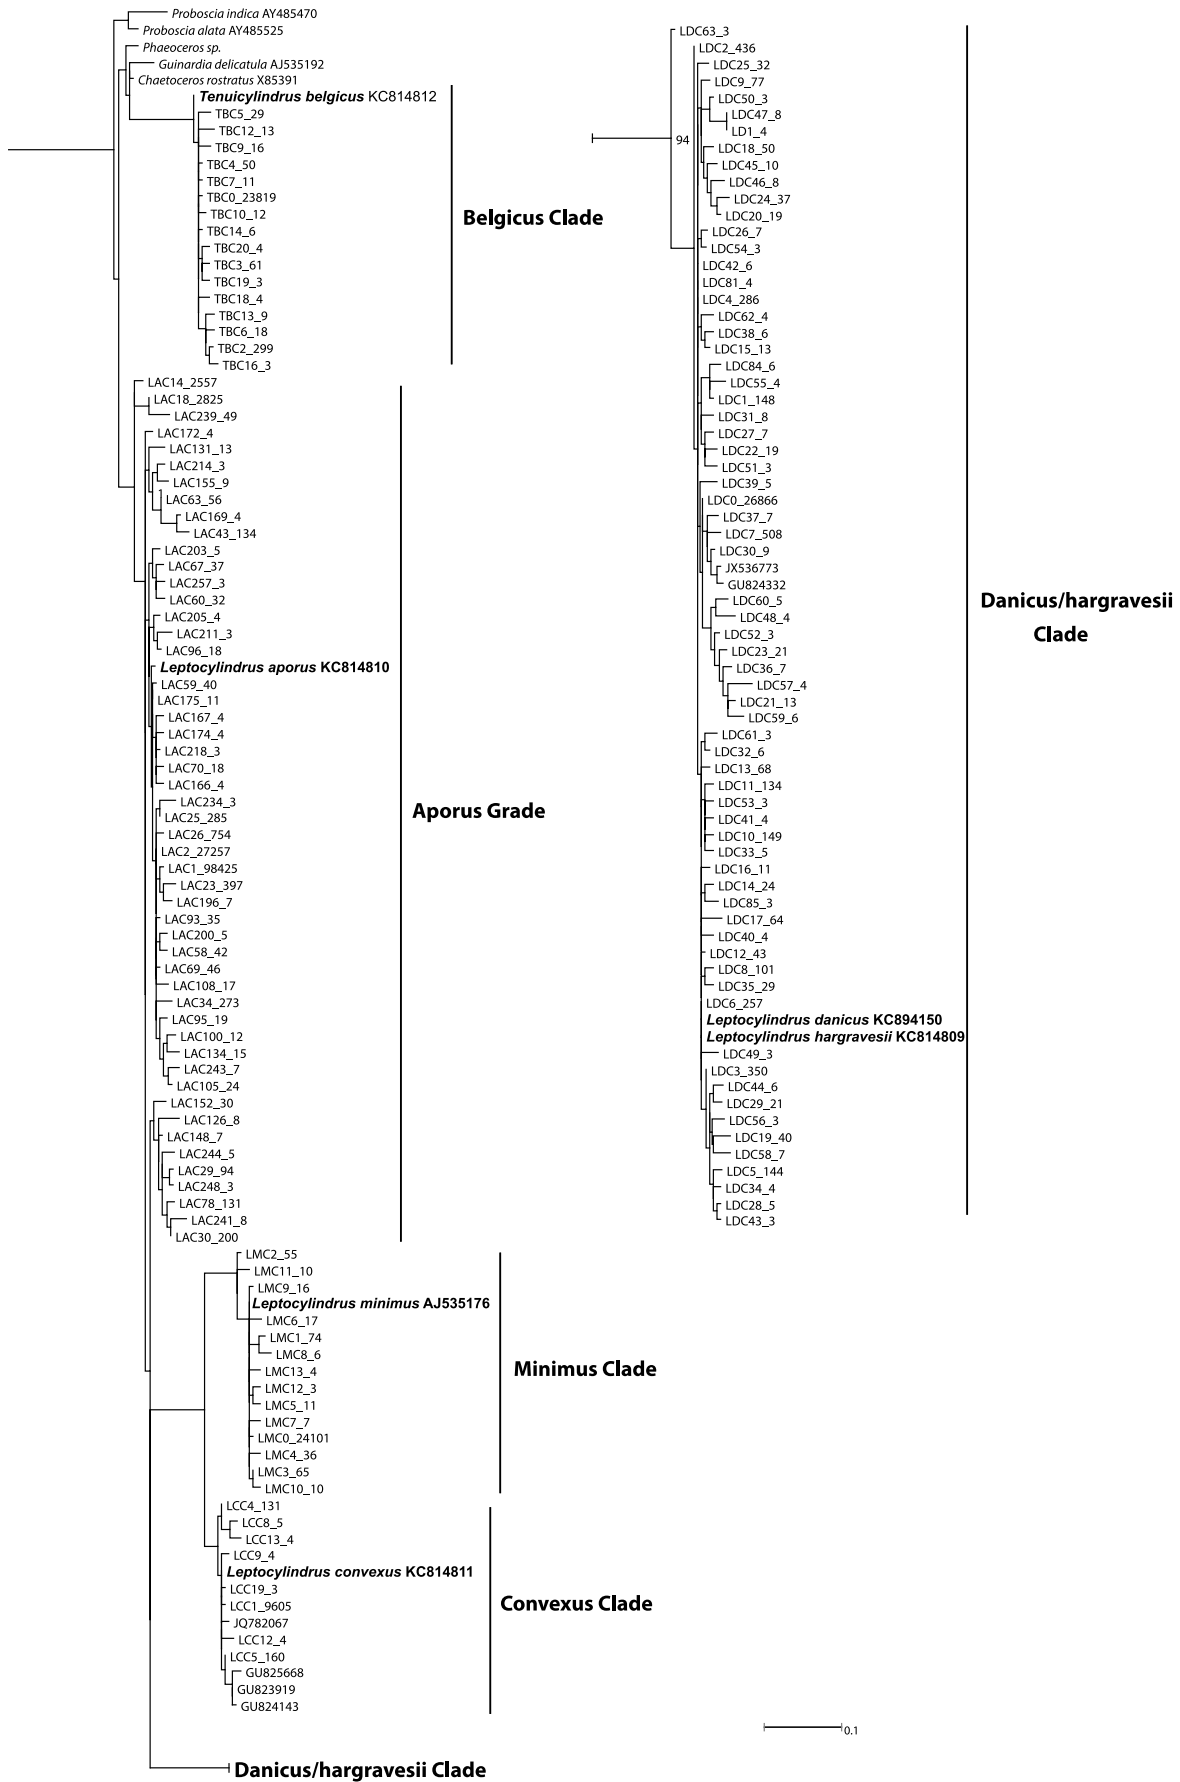 Proboscia indica AY485470
Proboscia alata AY485525
Phaeoceros sp.
Guinardia delicatula AJ535192
Chaetoceros rostratus X85391
Tenuicylindrus belgicus KC814812
TBC5_29
TBC12_13
TBC9_16
TBC4_50
TBC7_11
TBC0_23819
TBC10_12
TBC14_6
TBC20_4
TBC3_61
TBC19_3
TBC18_4
TBC13_9
TBC6_18
TBC2_299
TBC16_3
Belgicus Clade
LAC14_2557
LAC18_2825
LAC239_49
LAC172_4
LAC131_13
LAC214_3
LAC155_9
LAC63_56
LAC169_4
LAC43_134
LAC203_5
LAC67_37
LAC257_3
LAC60_32
LAC205_4
LAC211_3
LAC96_18
Leptocylindrus aporus KC814810
LAC59_40
LAC175_11
LAC167_4
LAC174_4
LAC218_3
LAC70_18
LAC166_4
LAC234_3
LAC25_285
LAC26_754
LAC2_27257
LAC1_98425
LAC23_397
LAC196_7
LAC93_35
LAC200_5
LAC58_42
LAC69_46
LAC108_17
LAC34_273
LAC95_19
LAC100_12
LAC134_15
LAC243_7
LAC105_24
LAC152_30
LAC126_8
LAC148_7
LAC244_5
LAC29_94
LAC248_3
LAC78_131
LAC241_8
LAC30_200
Aporus Grade
LMC2_55
LMC11_10
LMC9_16
Leptocylindrus minimus AJ535176
LMC6_17
LMC1_74
LMC8_6
LMC13_4
LMC12_3
LMC5_11
LMC7_7
LMC0_24101
LMC4_36
LMC3_65
LMC10_10
Minimus Clade
LCC4_131
LCC8_5
LCC13_4
LCC9_4
Leptocylindrus convexus KC814811
LCC19_3
LCC1_9605
JQ782067
LCC12_4
LCC5_160
GU825668
GU823919
GU824143
Convexus Clade
Danicus/hargravesii Clade
94
LDC63_3
LDC2_436
LDC25_32
LDC9_77
LDC50_3
LDC47_8
LD1_4
LDC18_50
LDC45_10
LDC46_8
LDC24_37
LDC20_19
LDC26_7
LDC54_3
LDC42_6
LDC81_4
LDC4_286
LDC62_4
LDC38_6
LDC15_13
LDC84_6
LDC55_4
LDC1_148
LDC31_8
LDC27_7
LDC22_19
LDC51_3
LDC39_5
LDC0_26866
LDC37_7
LDC7_508
LDC30_9
JX536773
GU824332
LDC60_5
LDC48_4
LDC52_3
LDC23_21
LDC36_7
LDC57_4
LDC21_13
LDC59_6
LDC61_3
LDC32_6
LDC13_68
LDC11_134
LDC53_3
LDC41_4
LDC10_149
LDC33_5
LDC16_11
LDC14_24
LDC85_3
LDC17_64
LDC40_4
LDC12_43
LDC8_101
LDC35_29
LDC6_257
Leptocylindrus danicus KC894150
Leptocylindrus hargravesii KC814809
LDC49_3
LDC3_350
LDC44_6
LDC29_21
LDC56_3
LDC19_40
LDC58_7
LDC5_144
LDC34_4
LDC28_5
LDC43_3
Danicus/hargravesii
Clade
0.1